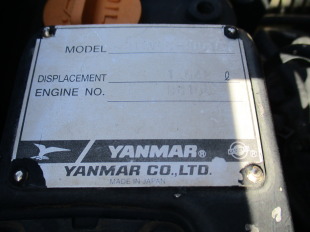 MODEL
DISPLACEMENT ℓ
ENGINE NO.
YANMAR®
YANMAR CO.,LTD.
MADE IN JAPAN